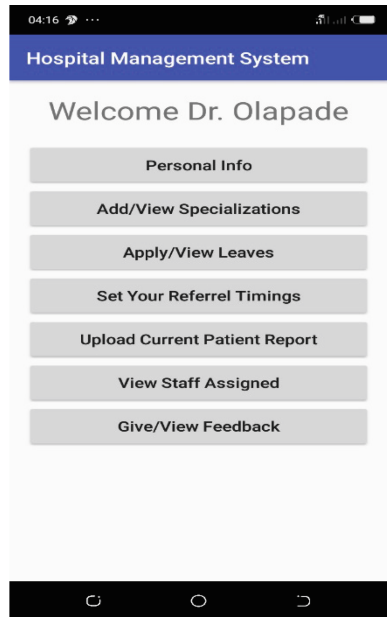 04:16 ...
Hospital Management System
Welcome Dr. Olapade
Personal Info
Add/View Specializations
Apply/View Leaves
Set Your Referrel Timings
Upload Current Patient Report
View Staff Assigned
Give/View Feedback